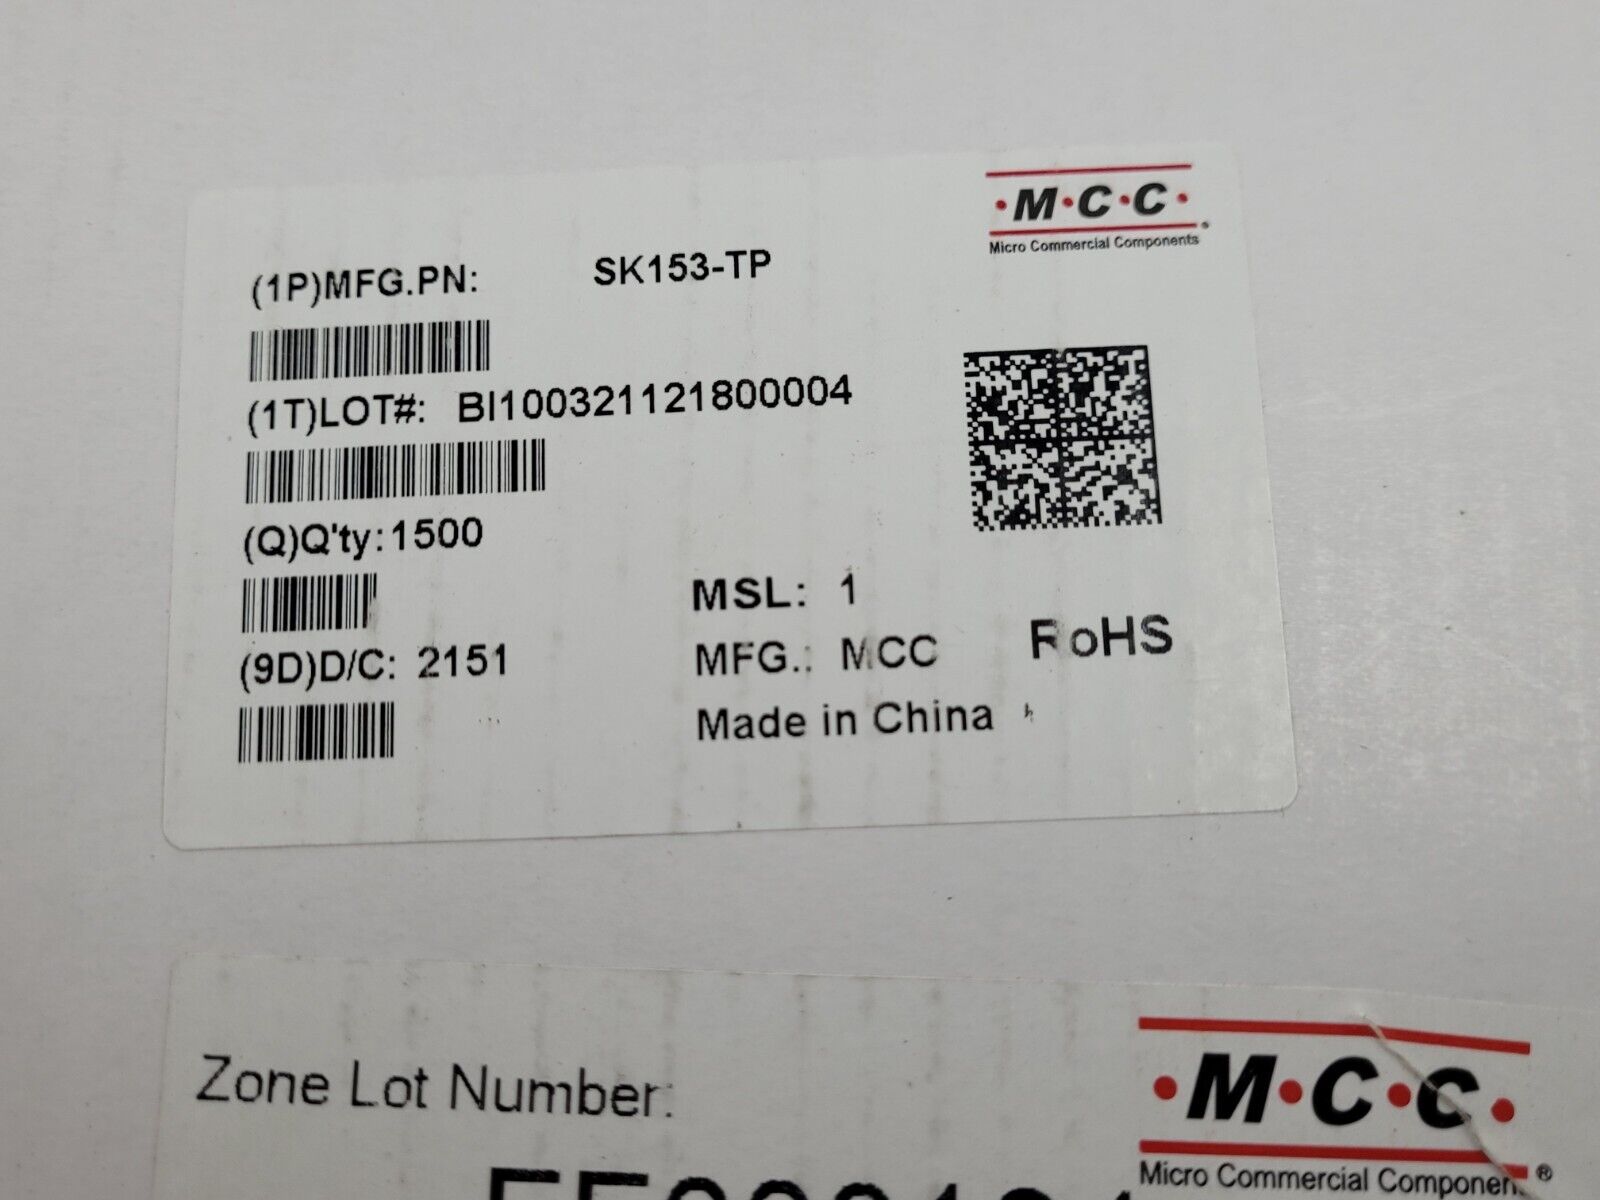 M·C·C
Micro Commercial Components
(1P)MFG.PN: SK153-TP
(1T)LOT#: BI100321121800004
(Q)Q'ty:1500
(9D)D/C: 2151
MSL: 1
MFG.: MCC
RoHS
Made in China
Zone Lot Number:
·M·C·C·
Micro Commercial Componen